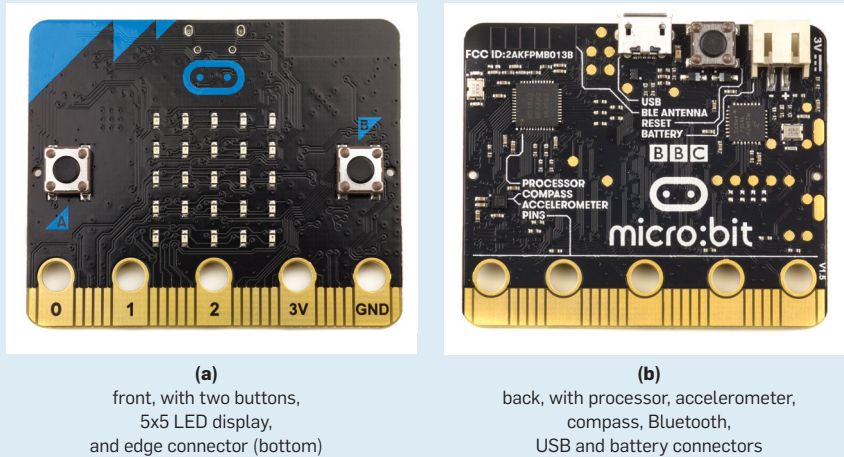 A
B
0 1 2 3V GND
(a)
front, with two buttons,
5x5 LED display,
and edge connector (bottom)
FCC ID:2AKFPMB013B
3V
USB
BLE ANTENNA
RESET
BATTERY
+
BBC
PROCESSOR
COMPASS
ACCELEROMETER
PINS
micro:bit
V1.5
(b)
back, with processor, accelerometer,
compass, Bluetooth,
USB and battery connectors